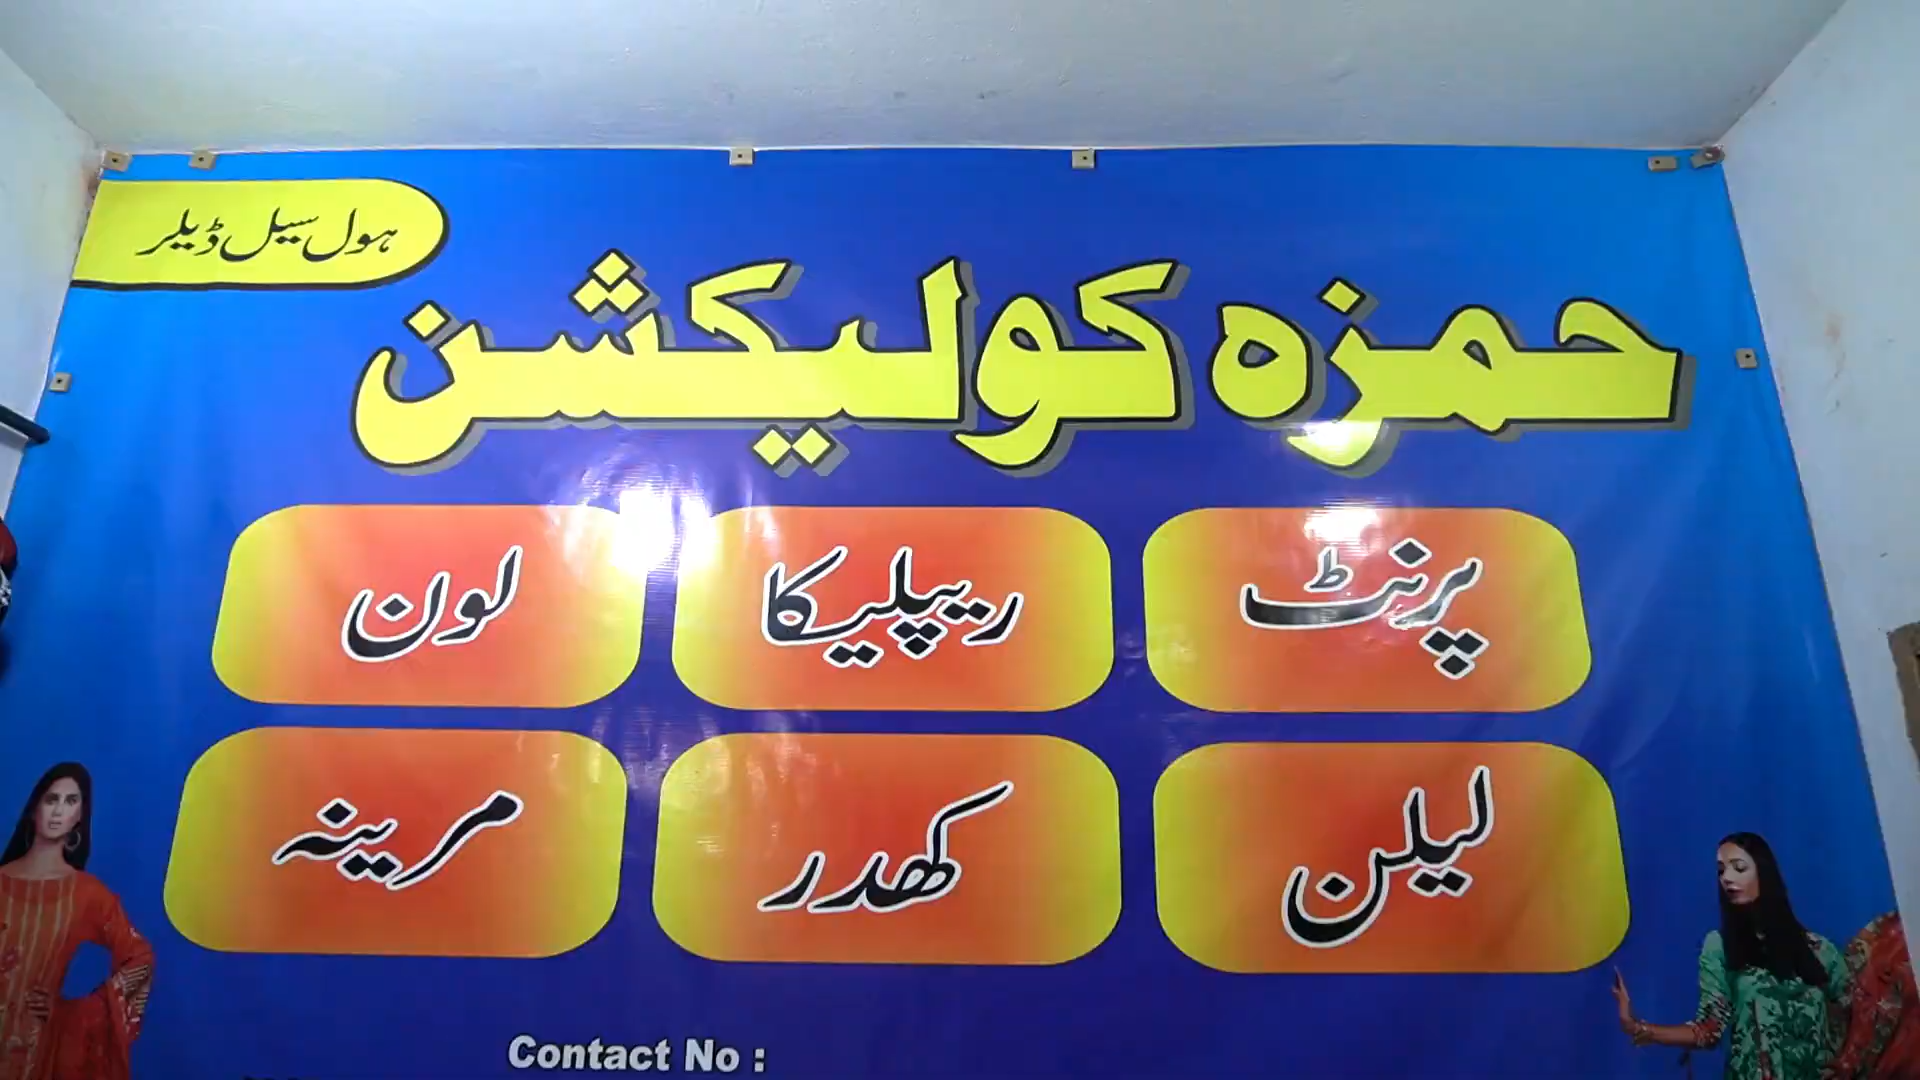 ہول سیل ڈیلر
حمزہ کولیکشن
پرنٹ ریپلیکا لون
لیلن کھدر مرینہ
Contact No :